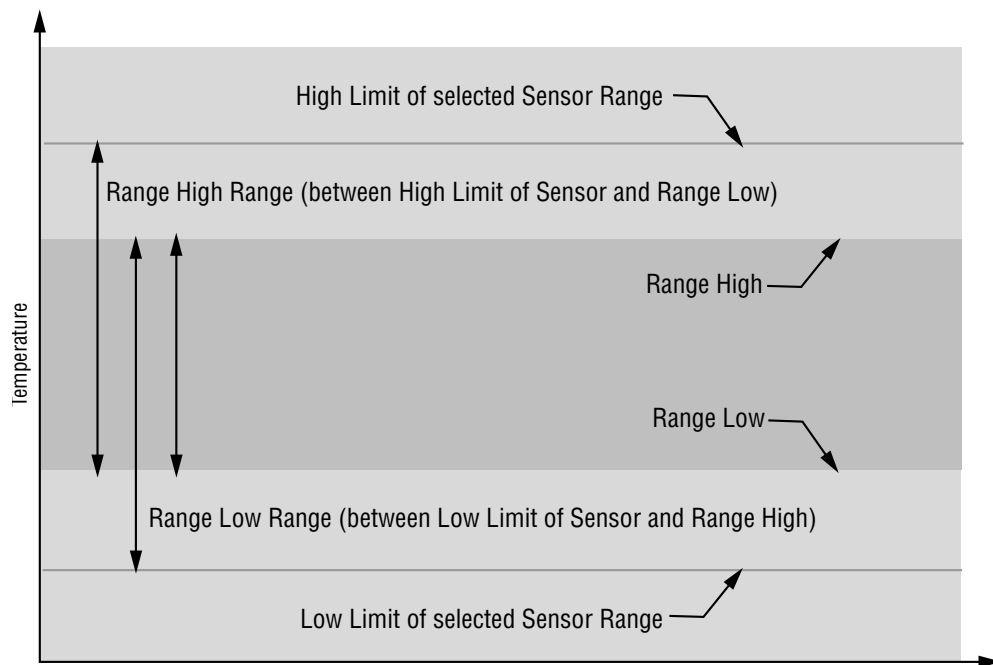 High Limit of selected Sensor Range
Range High Range (between High Limit of Sensor and Range Low)
Range High
Temperature
Range Low
Range Low Range (between Low Limit of Sensor and Range High)
Low Limit of selected Sensor Range